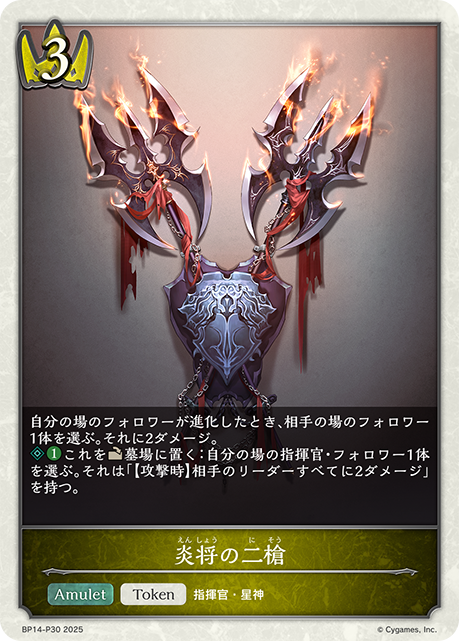 3
自分の場のフォロワーが進化したとき、相手の場のフォロワー
1体を選ぶ。それに2ダメージ。
1 これを墓場に置く：自分の場の指揮官・フォロワー1体
を選ぶ。それは「【攻撃時】相手のリーダーすべてに2ダメージ」
を持つ。
えんしょう に そう
炎将の二槍
Amulet Token 指揮官・星神
BP14-P30 2025 © Cygames, Inc.